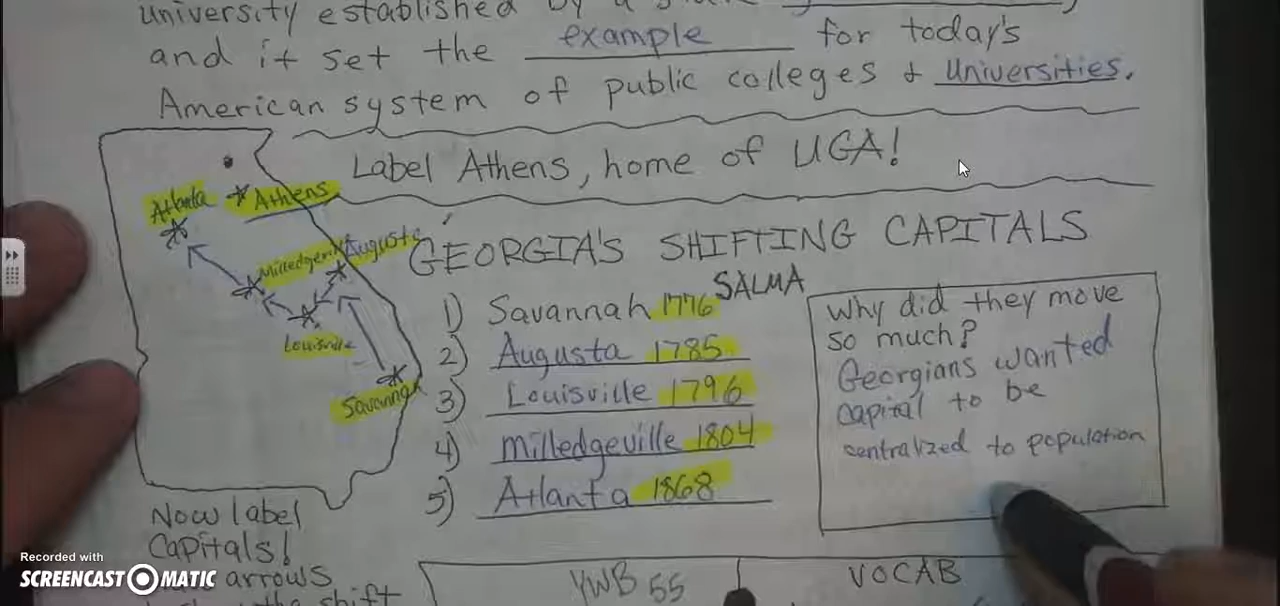 university established by a
and it set the example for today's
American system of public colleges & Universities.
Label Athens, home of UGA!
Atlanta
Athens
Milledgeville
Augusta
Louisville
Savannah
GEORGIA'S SHIFTING CAPITALS
SALMA
1) Savannah 1776
2) Augusta 1785
3) Louisville 1796
4) Milledgeville 1804
5) Atlanta 1868
Why did they move
so much?
Georgians wanted
capital to be
centralized to population
Now label
Capitals!
arrows
the shift
YWB 55
VOCAB
Recorded with
SCREENCAST-O-MATIC